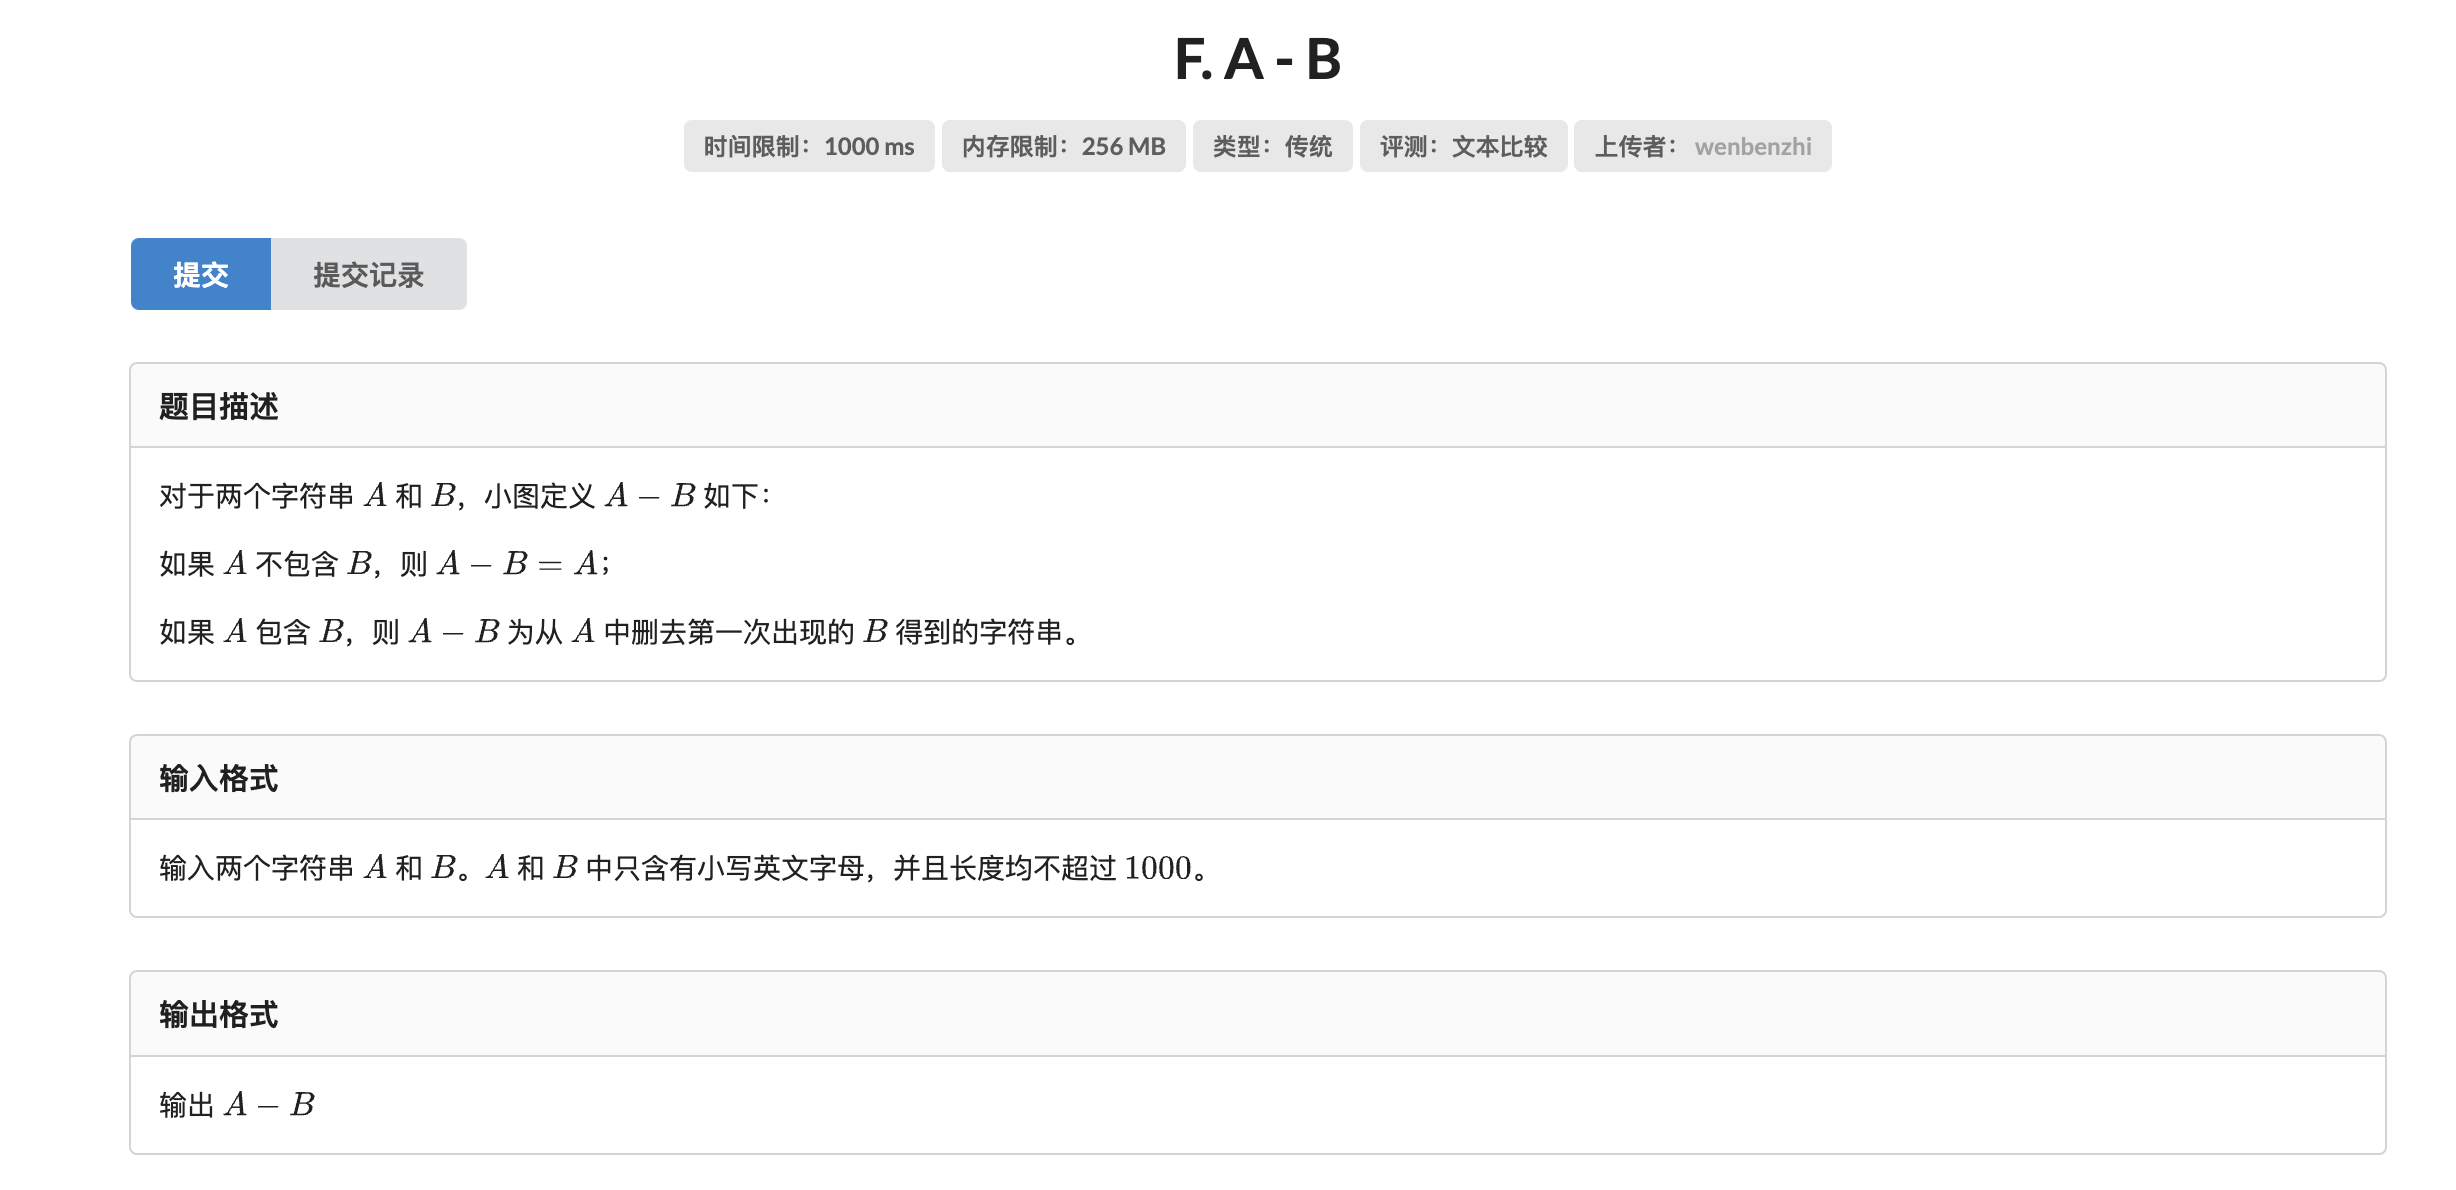 F. A - B
时间限制：1000 ms 内存限制：256 MB 类型：传统 评测：文本比较 上传者： wenbenzhi
提交 提交记录
题目描述
对于两个字符串 A 和 B，小图定义 A − B 如下：
如果 A 不包含 B，则 A − B = A；
如果 A 包含 B，则 A − B 为从 A 中删去第一次出现的 B 得到的字符串。
输入格式
输入两个字符串 A 和 B。A 和 B 中只含有小写英文字母，并且长度均不超过 1000。
输出格式
输出 A − B